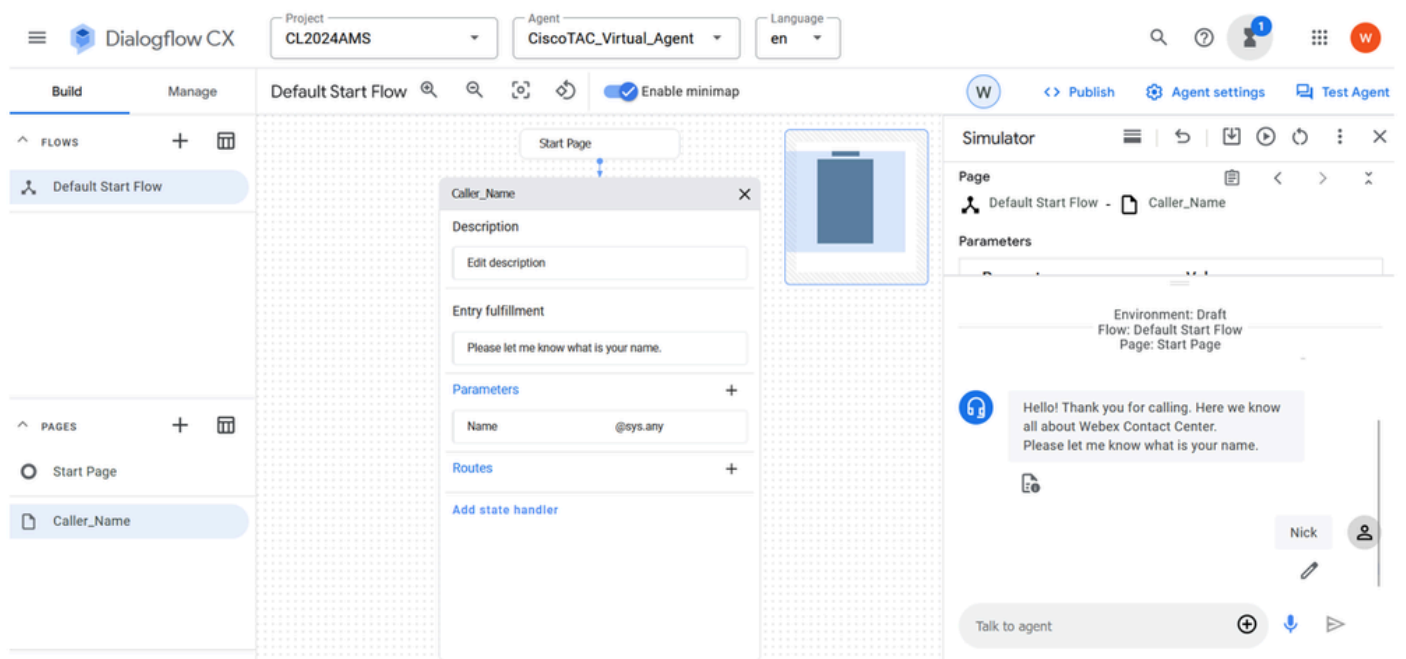 Dialogflow CX
Project
CL2024AMS
Agent
CiscoTAC_Virtual_Agent
Language
en
1
W
Build
Manage
Default Start Flow
Enable minimap
W
Publish
Agent settings
Test Agent
FLOWS
Default Start Flow
PAGES
Start Page
Caller_Name
Start Page
Caller_Name
Description
Edit description
Entry fulfillment
Please let me know what is your name.
Parameters
Name @sys.any
Routes
Add state handler
Simulator
Page
Default Start Flow - Caller_Name
Parameters
Environment: Draft
Flow: Default Start Flow
Page: Start Page
Hello! Thank you for calling. Here we know
all about Webex Contact Center.
Please let me know what is your name.
Nick
Talk to agent